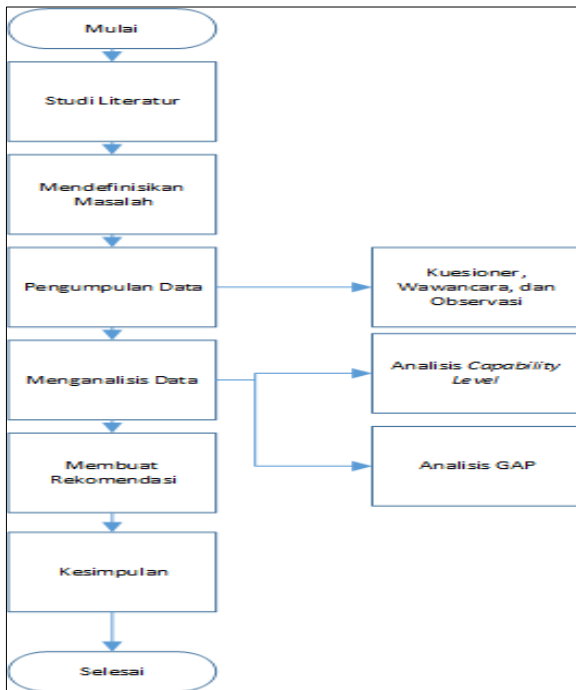 Mulai
Studi Literatur
Mendefinisikan
Masalah
Pengumpulan Data
Kuesioner,
Wawancara, dan
Observasi
Menganalisis Data
Analisis Capability
Level
Analisis GAP
Membuat
Rekomendasi
Kesimpulan
Selesai